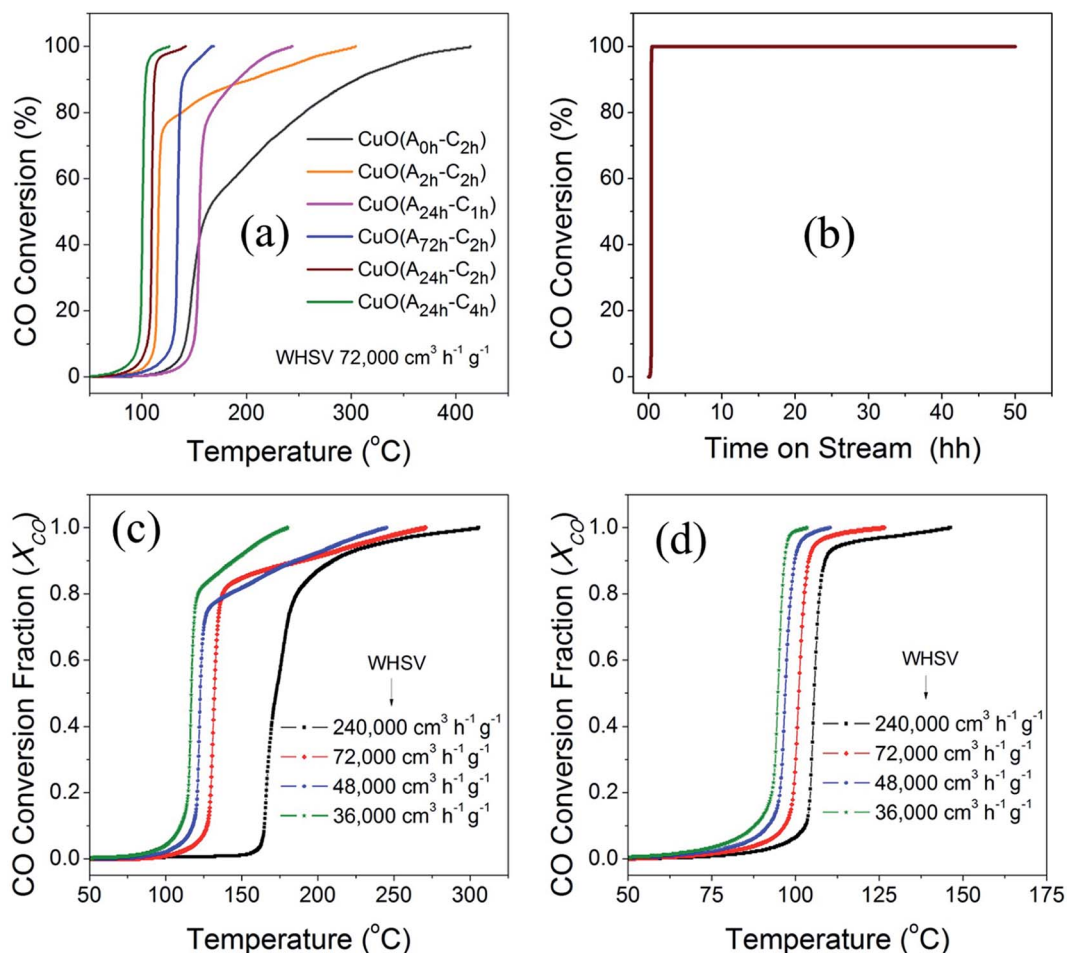 100
80
60
40
20
0
CO Conversion (%)
(a)
CuO(A0h-C2h)
CuO(A2h-C2h)
CuO(A24h-C1h)
CuO(A72h-C2h)
CuO(A24h-C2h)
CuO(A24h-C4h)
WHSV 72,000 cm³ h⁻¹ g⁻¹
100 200 300 400
Temperature (°C)
100
80
60
40
20
0
CO Conversion (%)
(b)
00 10 20 30 40 50
Time on Stream (hh)
1.0
0.8
0.6
0.4
0.2
0.0
CO Conversion Fraction (XCO)
(c)
WHSV
240,000 cm³ h⁻¹ g⁻¹
72,000 cm³ h⁻¹ g⁻¹
48,000 cm³ h⁻¹ g⁻¹
36,000 cm³ h⁻¹ g⁻¹
50 100 150 200 250 300
Temperature (°C)
1.0
0.8
0.6
0.4
0.2
0.0
CO Conversion Fraction (XCO)
(d)
WHSV
240,000 cm³ h⁻¹ g⁻¹
72,000 cm³ h⁻¹ g⁻¹
48,000 cm³ h⁻¹ g⁻¹
36,000 cm³ h⁻¹ g⁻¹
50 75 100 125 150 175
Temperature (°C)